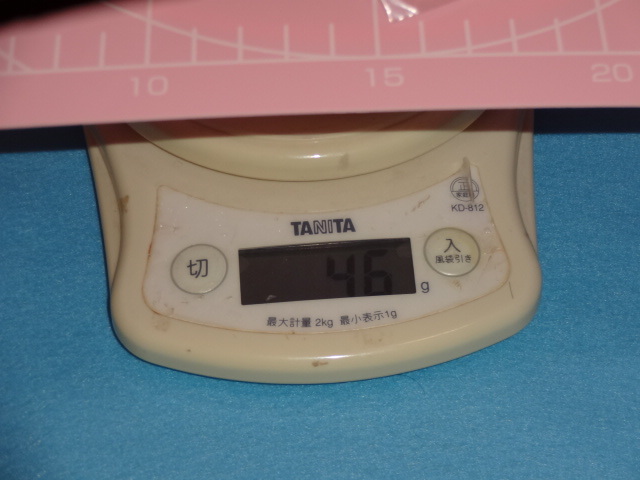 10 15 20
正
KD-812
TANITA
切
46 g
入
風袋引き
最大計量 2kg 最小表示1g